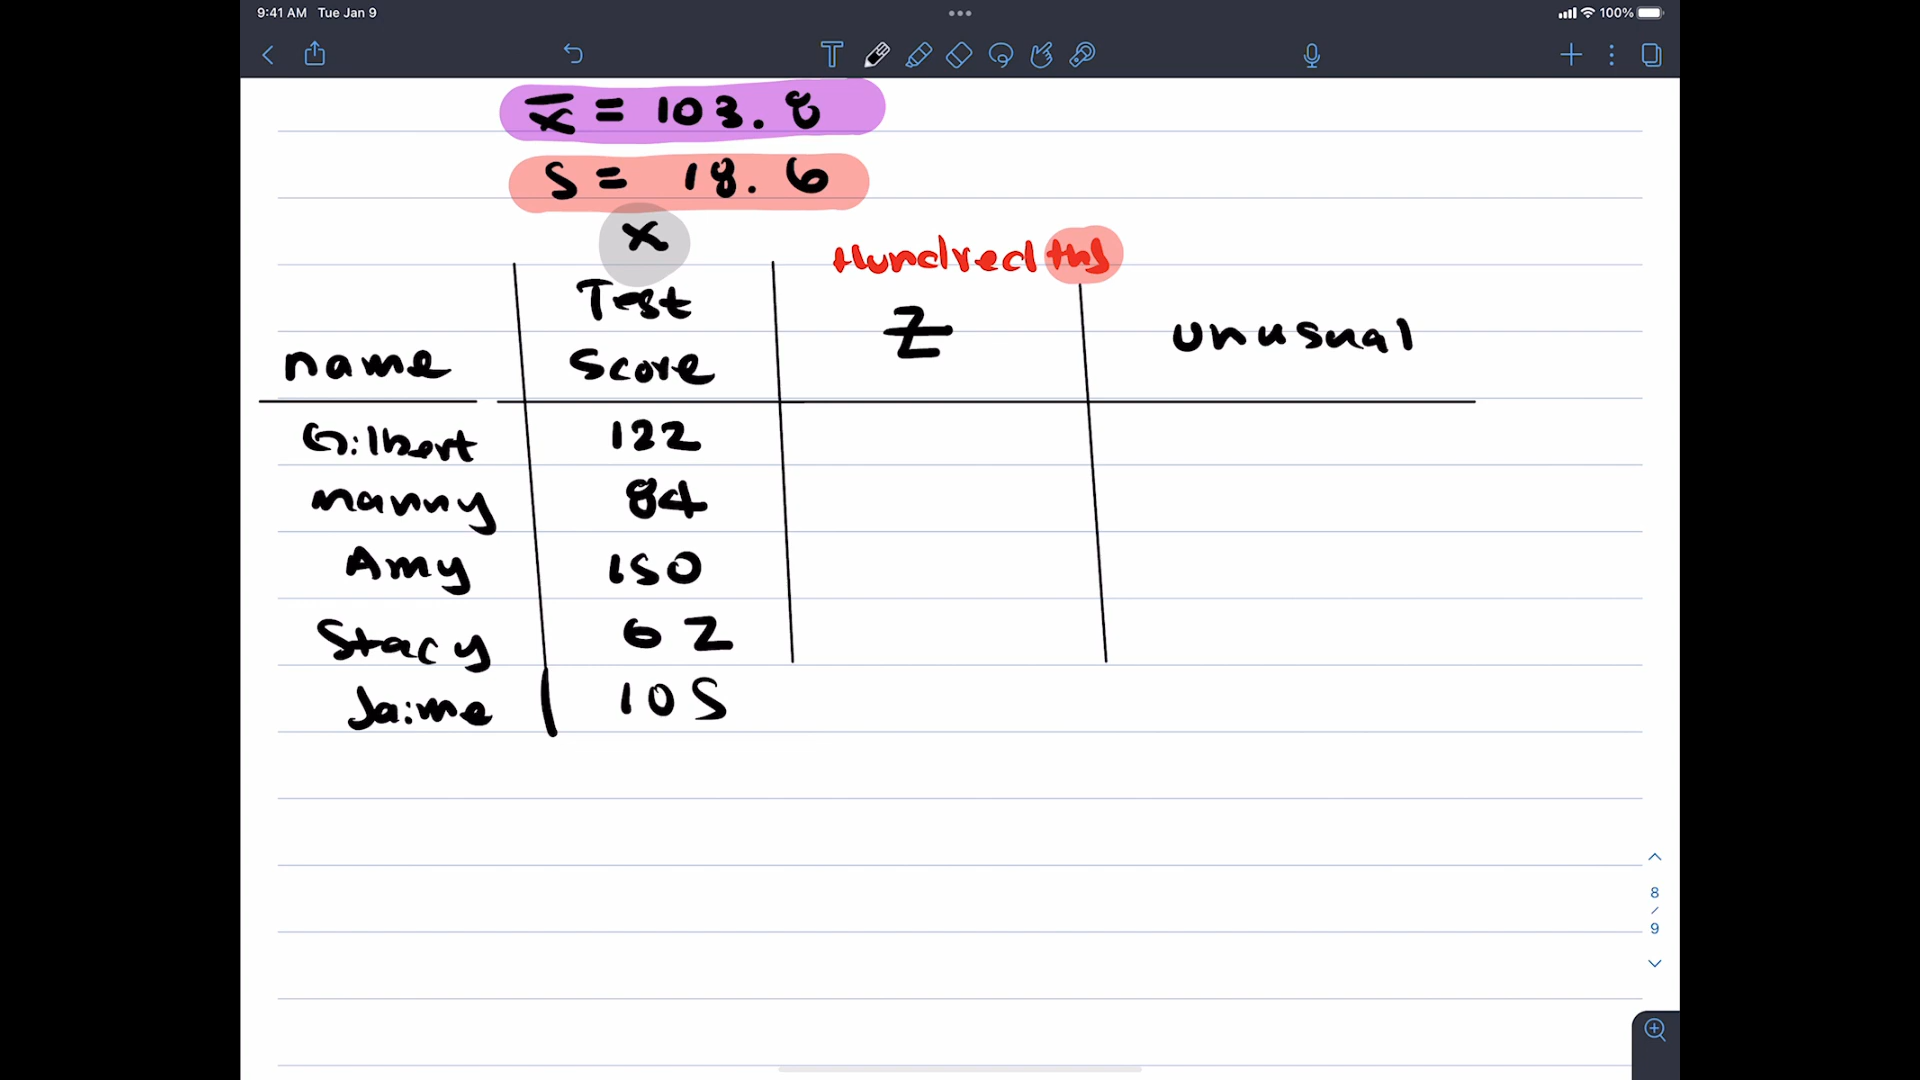 9:41 AM Tue Jan 9
100%
x̄ = 103.8
S = 18.6
x
Hundredths
Test
Z
unusual
name
Score
Gilbert 122
manny 84
Amy 150
Stacy 62
Jaime 105
8
/
9